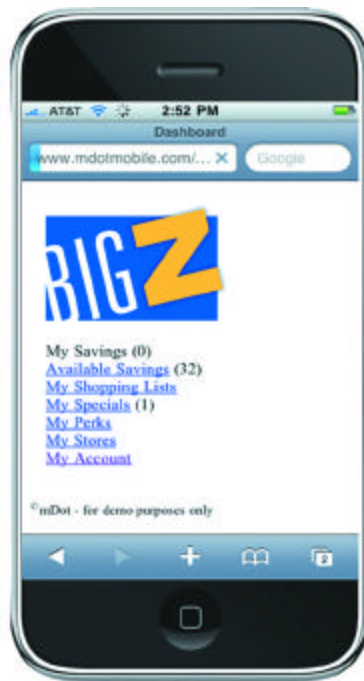 AT&T 2:52 PM
Dashboard
www.mdotmobile.com/... Google
BIGZ
My Savings (0)
Available Savings (32)
My Shopping Lists
My Specials (1)
My Perks
My Stores
My Account
©mDot - for demo purposes only
2